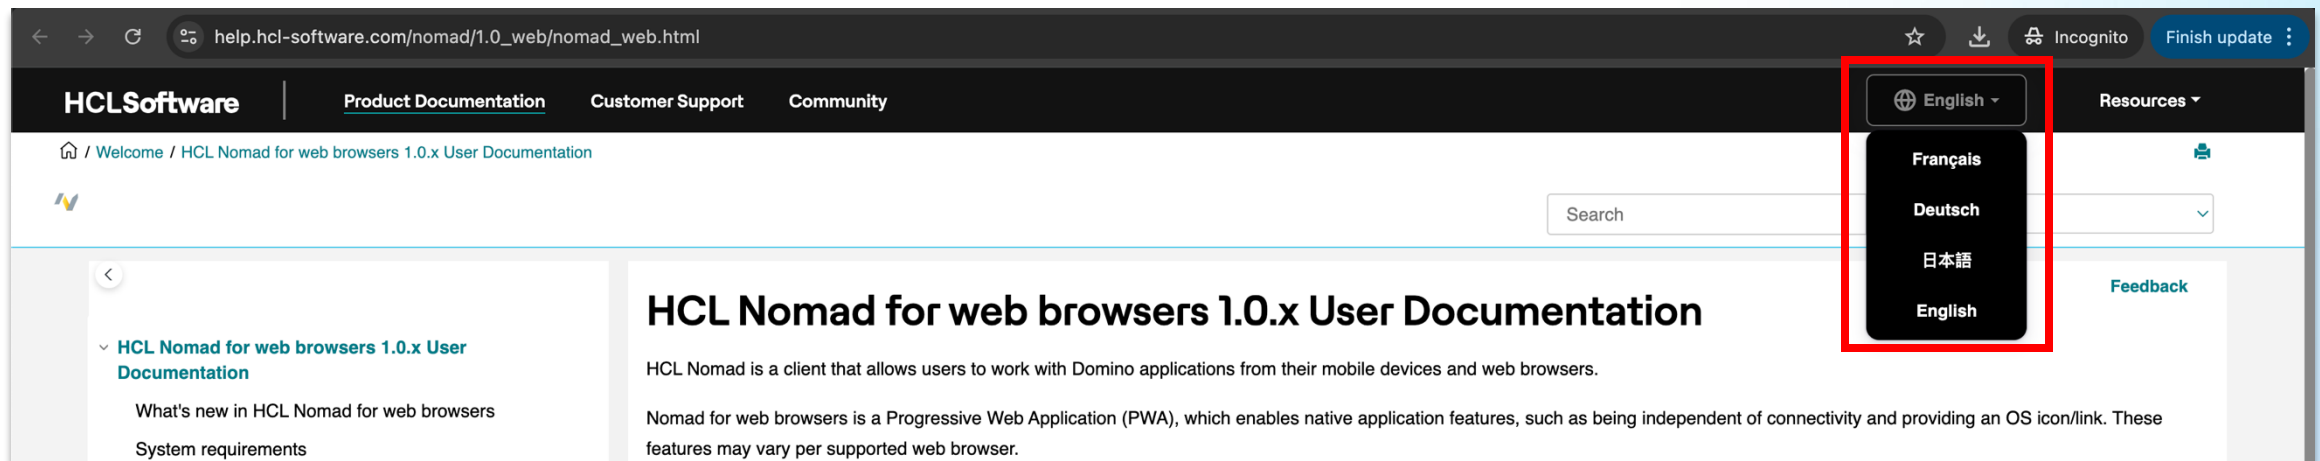 help.hcl-software.com/nomad/1.0_web/nomad_web.html
Incognito
Finish update
HCLSoftware
Product Documentation
Customer Support
Community
English
Resources
Français
Deutsch
日本語
English
/ Welcome / HCL Nomad for web browsers 1.0.x User Documentation
Search
Feedback
HCL Nomad for web browsers 1.0.x User
Documentation
What's new in HCL Nomad for web browsers
System requirements
HCL Nomad for web browsers 1.0.x User Documentation
HCL Nomad is a client that allows users to work with Domino applications from their mobile devices and web browsers.
Nomad for web browsers is a Progressive Web Application (PWA), which enables native application features, such as being independent of connectivity and providing an OS icon/link. These
features may vary per supported web browser.